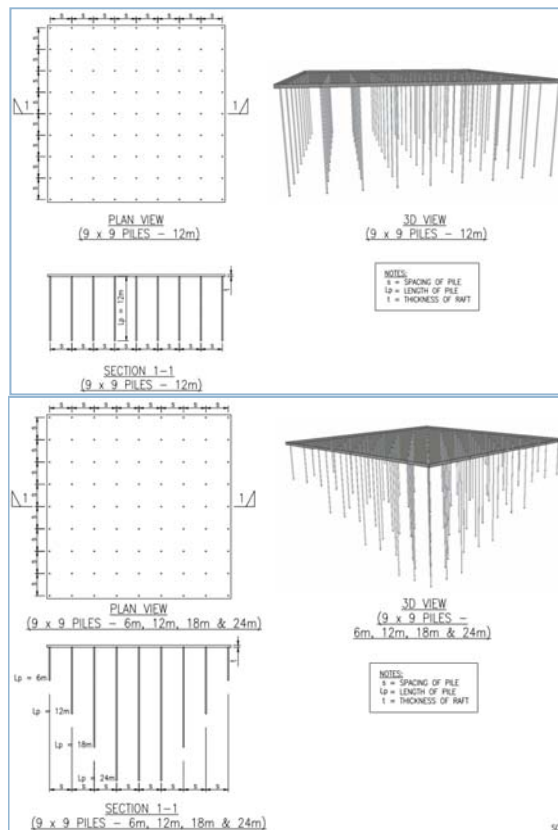 s s s s s s s s
s
s
s
s
s
s
s
s
1 1
PLAN VIEW
(9 x 9 PILES - 12m)
3D VIEW
(9 x 9 PILES - 12m)
Lp = 12m
t
s s s s s s s s
SECTION 1-1
(9 x 9 PILES - 12m)
NOTES:
s = SPACING OF PILE
Lp = LENGTH OF PILE
t = THICKNESS OF RAFT
s s s s s s s s
s
s
s
s
s
s
s
s
1 1
PLAN VIEW
(9 x 9 PILES - 6m, 12m, 18m & 24m)
3D VIEW
(9 x 9 PILES -
6m, 12m, 18m & 24m)
t
Lp = 6m
Lp = 12m
Lp = 18m
Lp = 24m
s s s s s s s s
SECTION 1-1
(9 x 9 PILES - 6m, 12m, 18m & 24m)
NOTES:
s = SPACING OF PILE
Lp = LENGTH OF PILE
t = THICKNESS OF RAFT